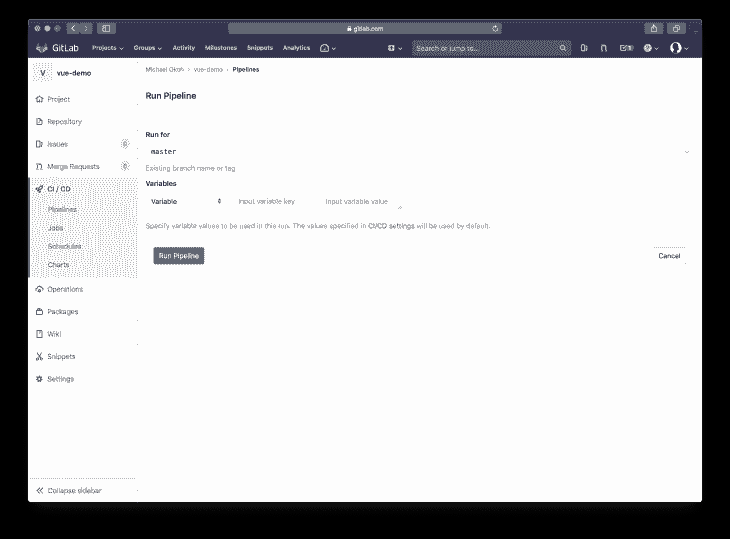 gitlab.com
GitLab Projects Groups Activity Milestones Snippets Analytics Search or jump to...
V vue-demo
Michael Okoh › vue-demo › Pipelines
Run Pipeline
Project
Repository
Issues 0
Merge Requests 0
CI / CD
Pipelines
Jobs
Schedules
Charts
Operations
Packages
Wiki
Snippets
Settings
Collapse sidebar
Run for
master
Existing branch name or tag
Variables
Variable Input variable key Input variable value
Specify variable values to be used in this run. The values specified in CI/CD settings will be used by default.
Run Pipeline Cancel